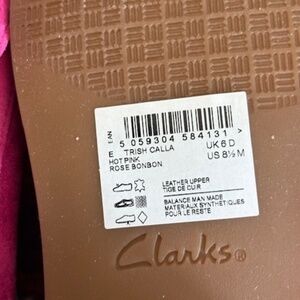 EAN
5 059304 584131 >
TRISH CALLA UK 6 D
HOT PINK US 8½ M
ROSE BONBON
LEATHER UPPER
TIGE DE CUIR
BALANCE MAN MADE
MATERIAUX SYNTHETIQUES
POUR LE RESTE
Clarks®